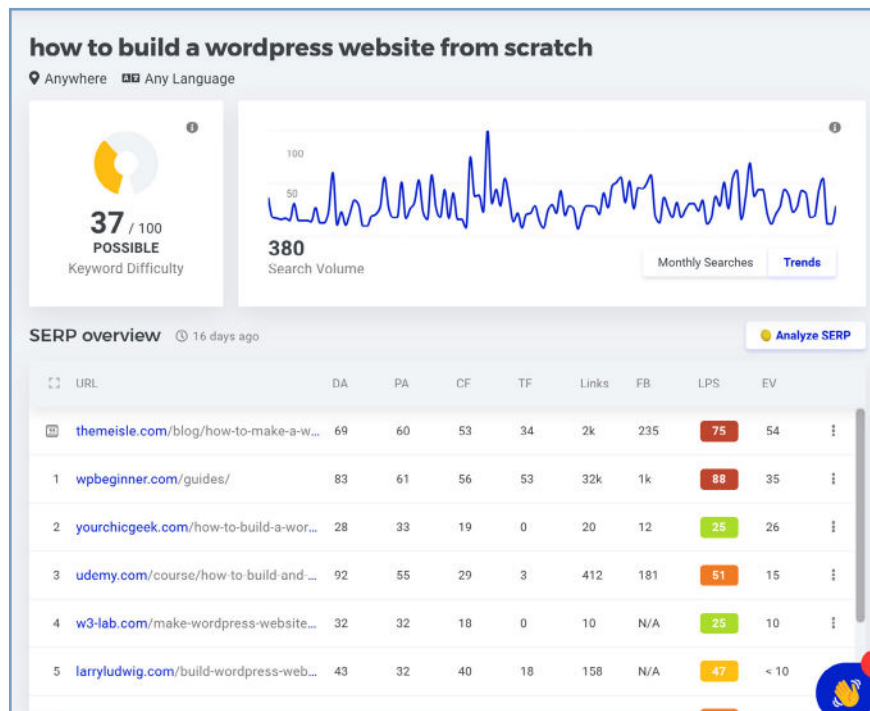 how to build a wordpress website from scratch
Anywhere Any Language
37 / 100
POSSIBLE
Keyword Difficulty
100
50
380
Search Volume
Monthly Searches Trends
SERP overview 16 days ago
Analyze SERP
URL DA PA CF TF Links FB LPS EV
themeisle.com/blog/how-to-make-a-w... 69 60 53 34 2k 235 75 54
1 wpbeginner.com/guides/ 83 61 56 53 32k 1k 88 35
2 yourchicgeek.com/how-to-build-a-wor... 28 33 19 0 20 12 25 26
3 udemy.com/course/how-to-build-and-... 92 55 29 3 412 181 51 15
4 w3-lab.com/make-wordpress-website... 32 32 18 0 10 N/A 25 10
5 larryludwig.com/build-wordpress-web... 43 32 40 18 158 N/A 47 < 10